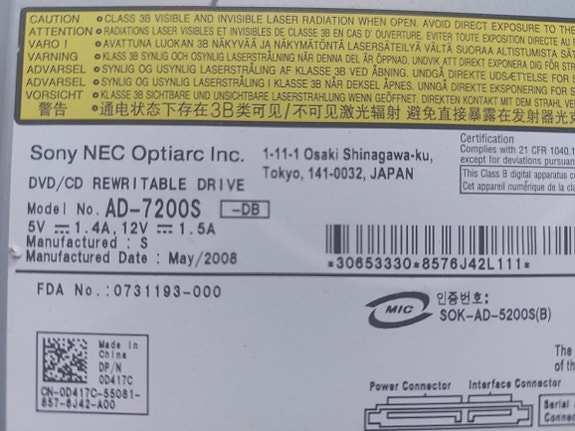 CAUTION • CLASS 3B VISIBLE AND INVISIBLE LASER RADIATION WHEN OPEN. AVOID DIRECT EXPOSURE TO THE
ATTENTION • RADIATIONS LASER VISIBLES ET INVISIBLES DE CLASSE 3B EN CAS D' OUVERTURE. EVITER TOUTE EXPOSITION DIRECTE AU
VARO ! • AVATTUNA LUOKAN 3B NÄKYVÄÄ JA NÄKYMÄTÖNTÄ LASERSÄTEILYÄ. VÄLTÄ SUORAA ALTISTUMISTA
VARNING • KLASS 3B SYNLIG OCH OSYNLIG LASERSTRÅLNING NÄR DENNA DEL ÄR ÖPPNAD. UNDVIK ATT DIREKT EXPONERA DIG FÖR
ADVARSEL • SYNLIG OG USYNLIG LASERSTRÅLING AF KLASSE 3B VED ÅBNING. UNDGÅ DIREKTE UDSÆTTELSE FOR
ADVARSEL • SYNLIG OG USYNLIG LASERSTRÅLING I KLASSE 3B NÅR DEKSEL ÅPNES. UNNGÅ DIREKTE EKSPONERING FOR
VORSICHT • KLASSE 3B SICHTBARE UND UNSICHTBARE LASERSTRAHLUNG WENN GEÖFFNET. DIREKTEN KONTAKT MIT DEM STRAHL
警告 • 通电状态下存在3B类可见/不可见激光辐射 避免直接暴露在发射器光
Sony NEC Optiarc Inc. 1-11-1 Osaki Shinagawa-ku,
Tokyo, 141-0032, JAPAN
Certification
Complies with 21 CFR 1040.1
except for deviations pursuan
This Class B digital apparatus c
Cet appareil numérique de la cla
DVD/CD REWRITABLE DRIVE
Model No. AD-7200S -DB
5V ⎓ 1.4A, 12V ⎓ 1.5A
Manufactured : S
Manufactured Date : May/2008
*30653330*8576J42L111*
FDA No.:0731193-000
MIC 인증번호:
SOK-AD-5200S(B)
Made in
China
DP/N
0D417C
CN-0D417C-55081-
857-6J42-A00
The
of th
Power Connector Interface Connector
Serial
Connec